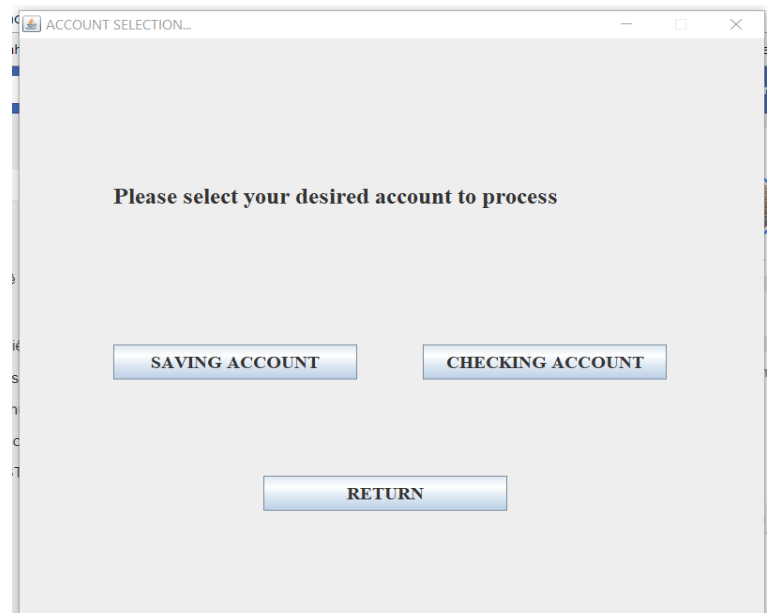 ACCOUNT SELECTION...
Please select your desired account to process
SAVING ACCOUNT
CHECKING ACCOUNT
RETURN